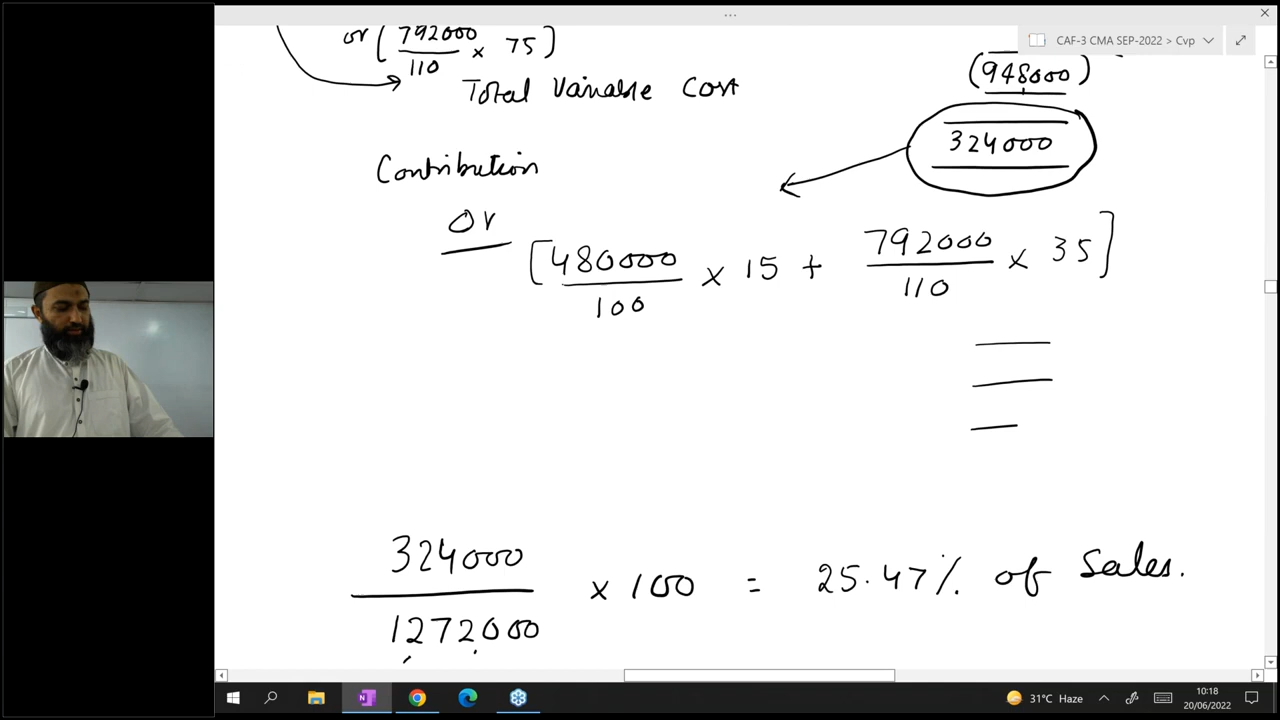 or ( 792000 / 110 × 75 )
CAF-3 CMA SEP-2022 > Cvp
Total Variable Cost
(948000)
324000
Contribution
Or
[ 480000 / 100 × 15 + 792000 / 110 × 35 ]
324000 / 1272000 × 100 = 25.47% of Sales.
31°C Haze
10:18
20/06/2022